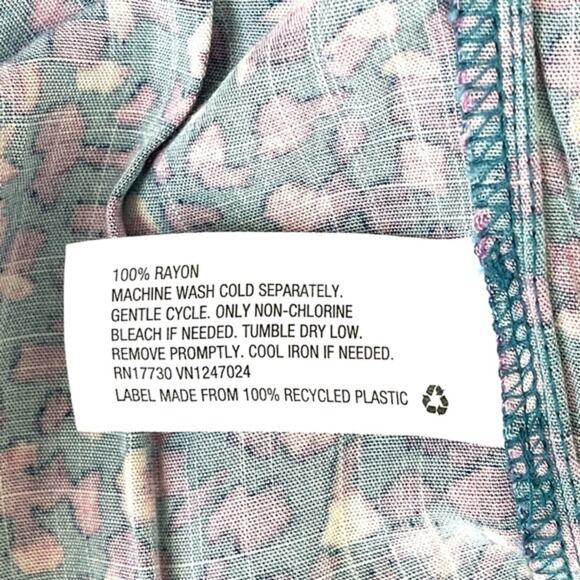 100% RAYON
MACHINE WASH COLD SEPARATELY.
GENTLE CYCLE. ONLY NON-CHLORINE
BLEACH IF NEEDED. TUMBLE DRY LOW.
REMOVE PROMPTLY. COOL IRON IF NEEDED.
RN17730 VN1247024
LABEL MADE FROM 100% RECYCLED PLASTIC